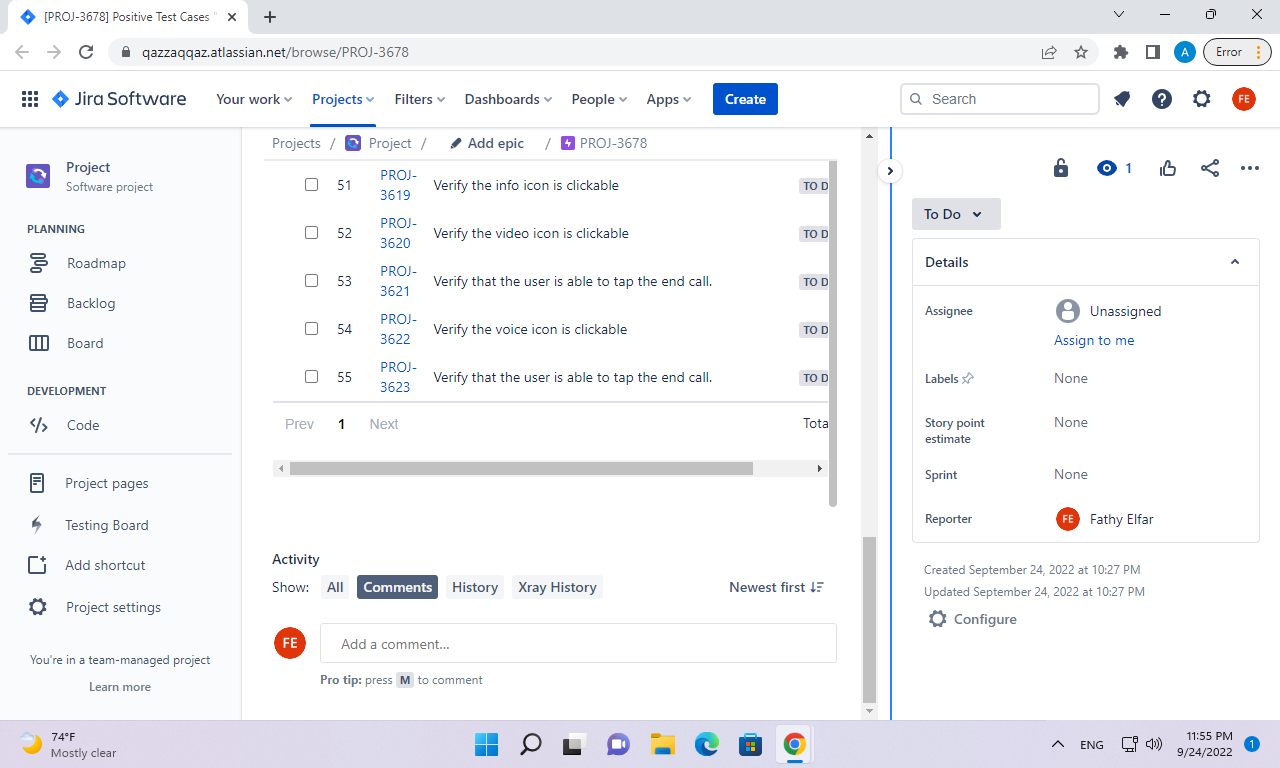 [PROJ-3678] Positive Test Cases "
qazzaqqaz.atlassian.net/browse/PROJ-3678
A
Error
Jira Software
Your work
Projects
Filters
Dashboards
People
Apps
Create
Search
FE
Project
Software project
PLANNING
Roadmap
Backlog
Board
DEVELOPMENT
Code
Project pages
Testing Board
Add shortcut
Project settings
You're in a team-managed project
Learn more
Projects / Project / Add epic / PROJ-3678
51 PROJ-3619 Verify the info icon is clickable TO D
52 PROJ-3620 Verify the video icon is clickable TO D
53 PROJ-3621 Verify that the user is able to tap the end call. TO D
54 PROJ-3622 Verify the voice icon is clickable TO D
55 PROJ-3623 Verify that the user is able to tap the end call. TO D
Prev 1 Next Tota
Activity
Show: All Comments History Xray History Newest first
FE Add a comment...
Pro tip: press M to comment
1
To Do
Details
Assignee Unassigned
Assign to me
Labels None
Story point estimate None
Sprint None
Reporter FE Fathy Elfar
Created September 24, 2022 at 10:27 PM
Updated September 24, 2022 at 10:27 PM
Configure
74°F
Mostly clear
ENG
11:55 PM
9/24/2022
1